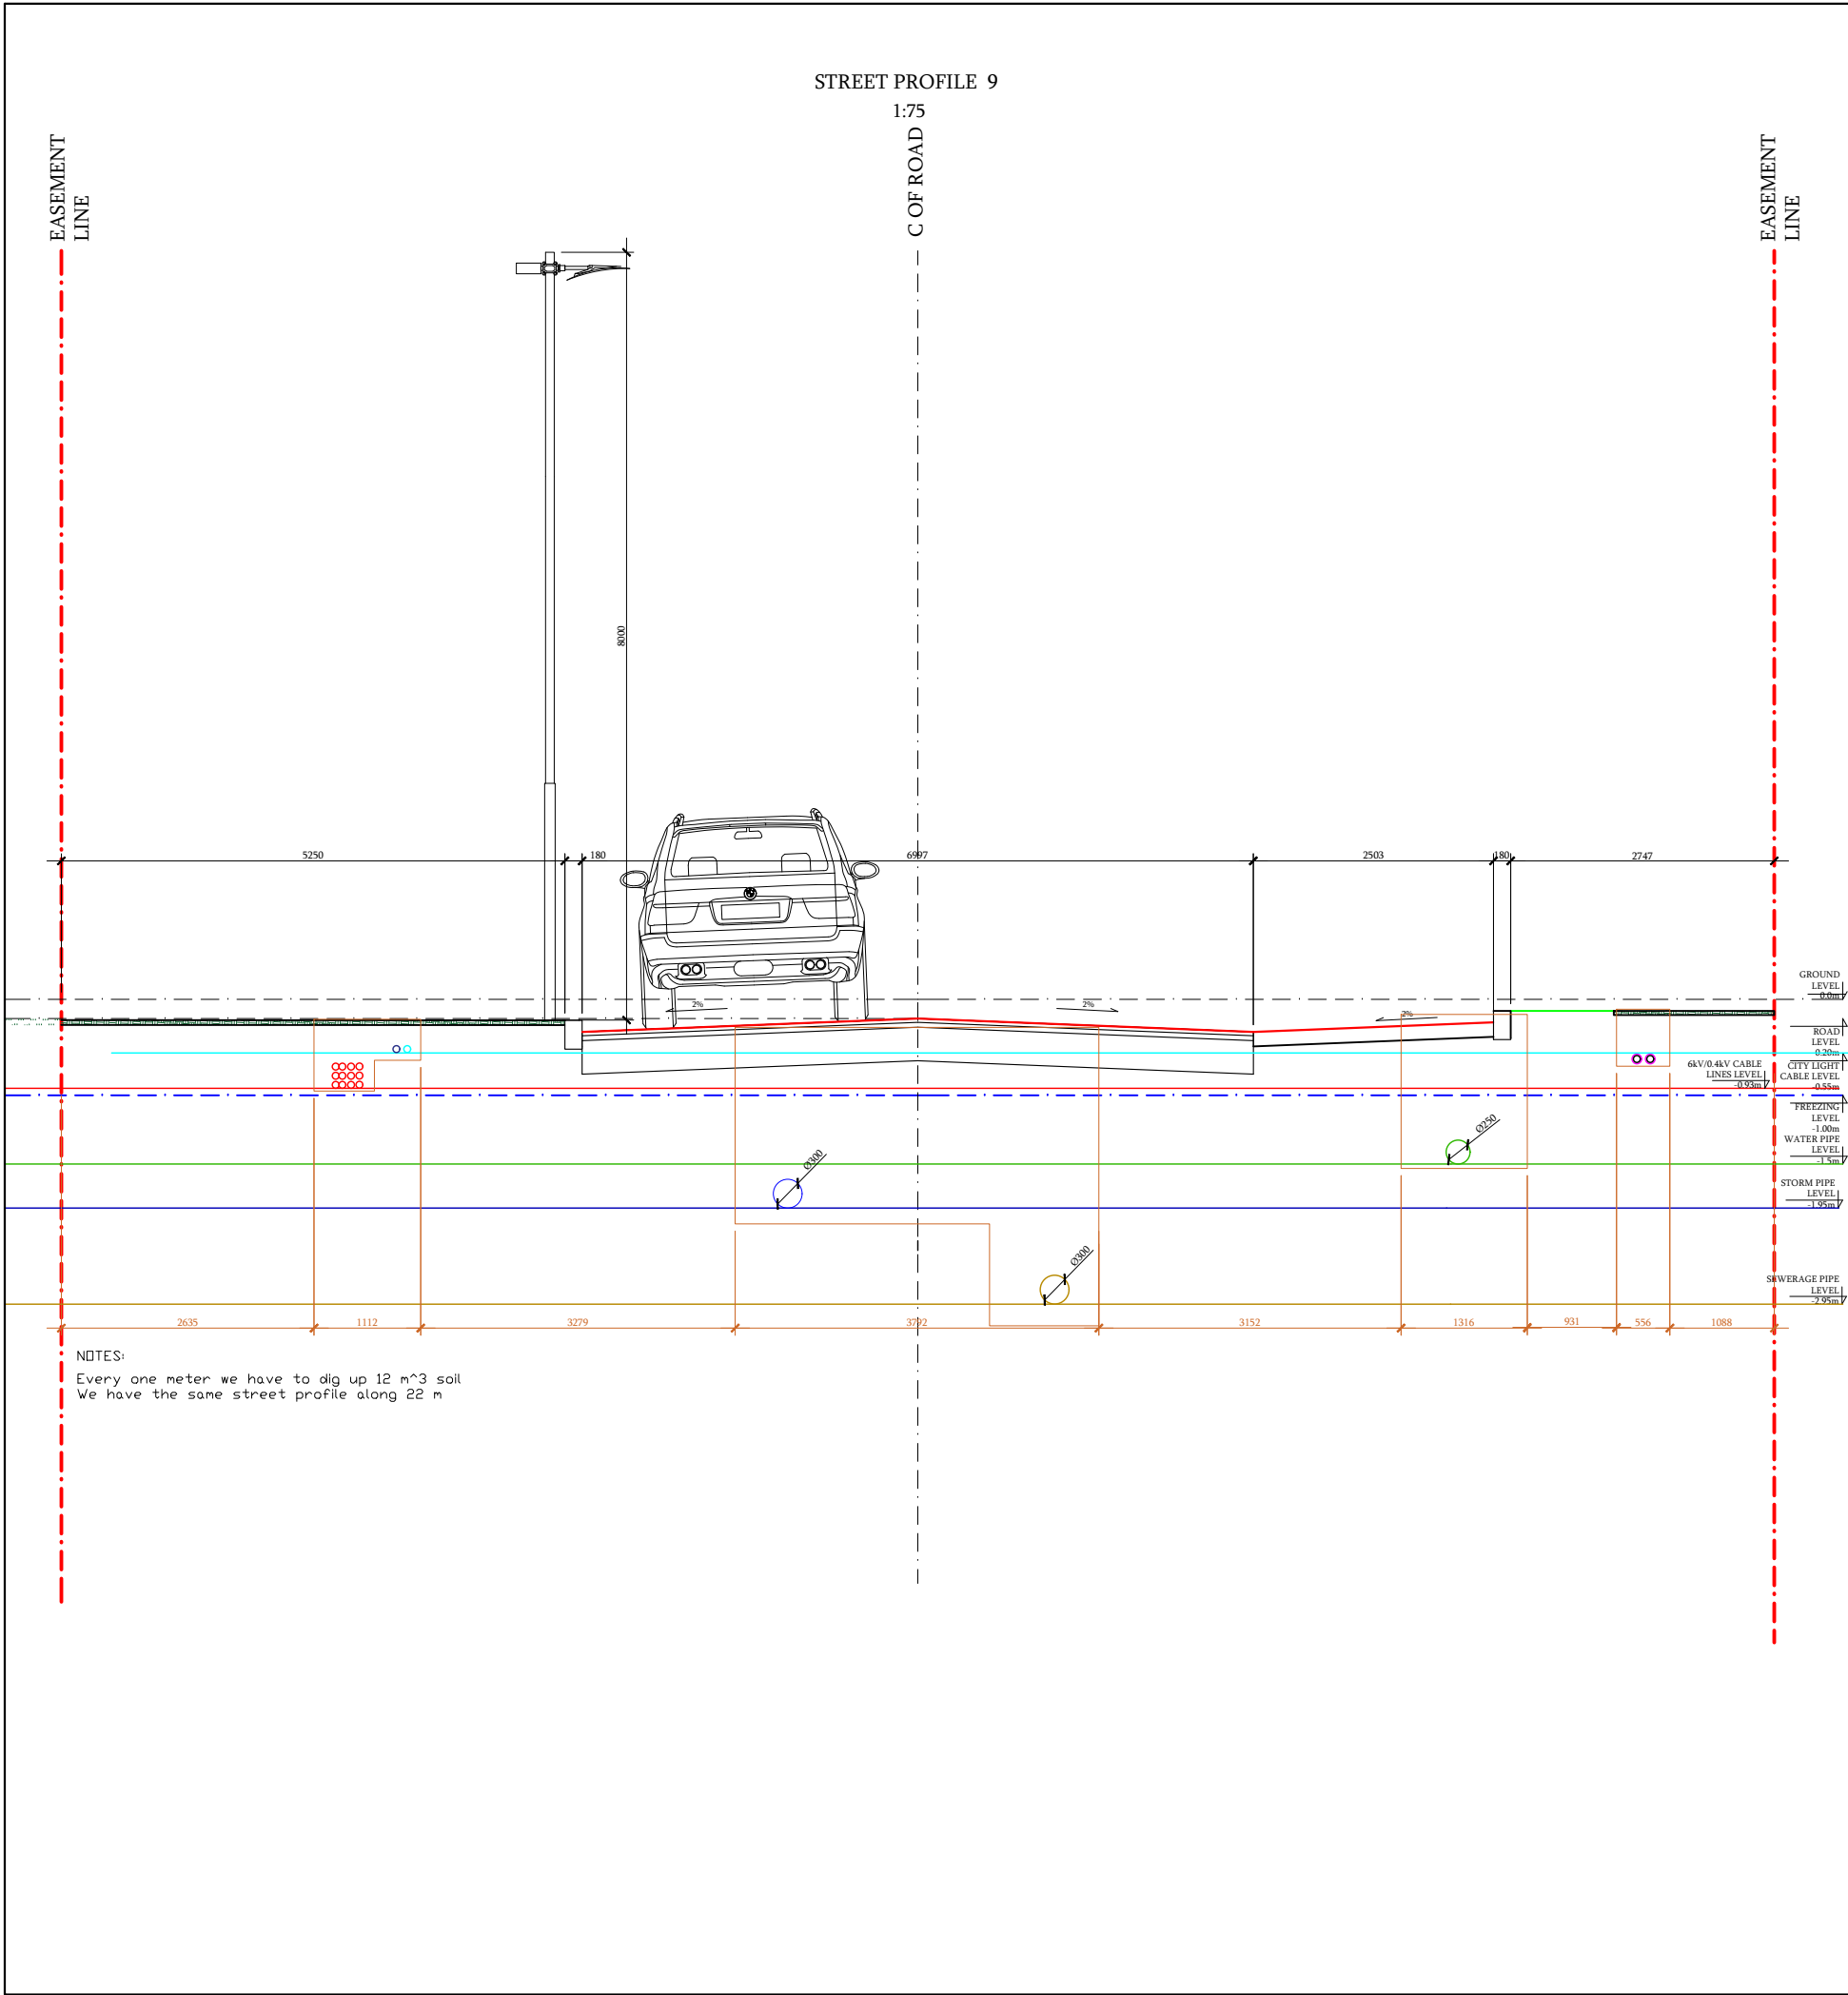 STREET PROFILE 9
1:75
EASEMENT
LINE
C OF ROAD
EASEMENT
LINE
8000
5250
180
6997
2503
180
2747
2%
2%
2%
GROUND
LEVEL
0.0m
ROAD
LEVEL
-0.20m
6kV/0.4kV CABLE
LINES LEVEL
-0.93m
CITY LIGHT
CABLE LEVEL
-0.55m
FREEZING
LEVEL
-1.00m
WATER PIPE
LEVEL
-1.5m
Ø250
Ø300
STORM PIPE
LEVEL
-1.95m
Ø300
SEWERAGE PIPE
LEVEL
-2.95m
2635
1112
3279
3792
3152
1316
931
556
1088
NOTES:
Every one meter we have to dig up 12 m^3 soil
We have the same street profile along 22 m